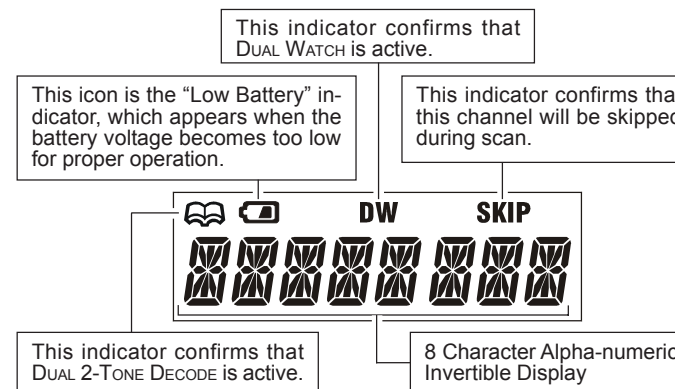 This indicator confirms that
DUAL WATCH is active.
This icon is the “Low Battery” in-
dicator, which appears when the
battery voltage becomes too low
for proper operation.
This indicator confirms tha
this channel will be skipped
during scan.
DW SKIP
This indicator confirms that
DUAL 2-TONE DECODE is active.
8 Character Alpha-numeric
Invertible Display